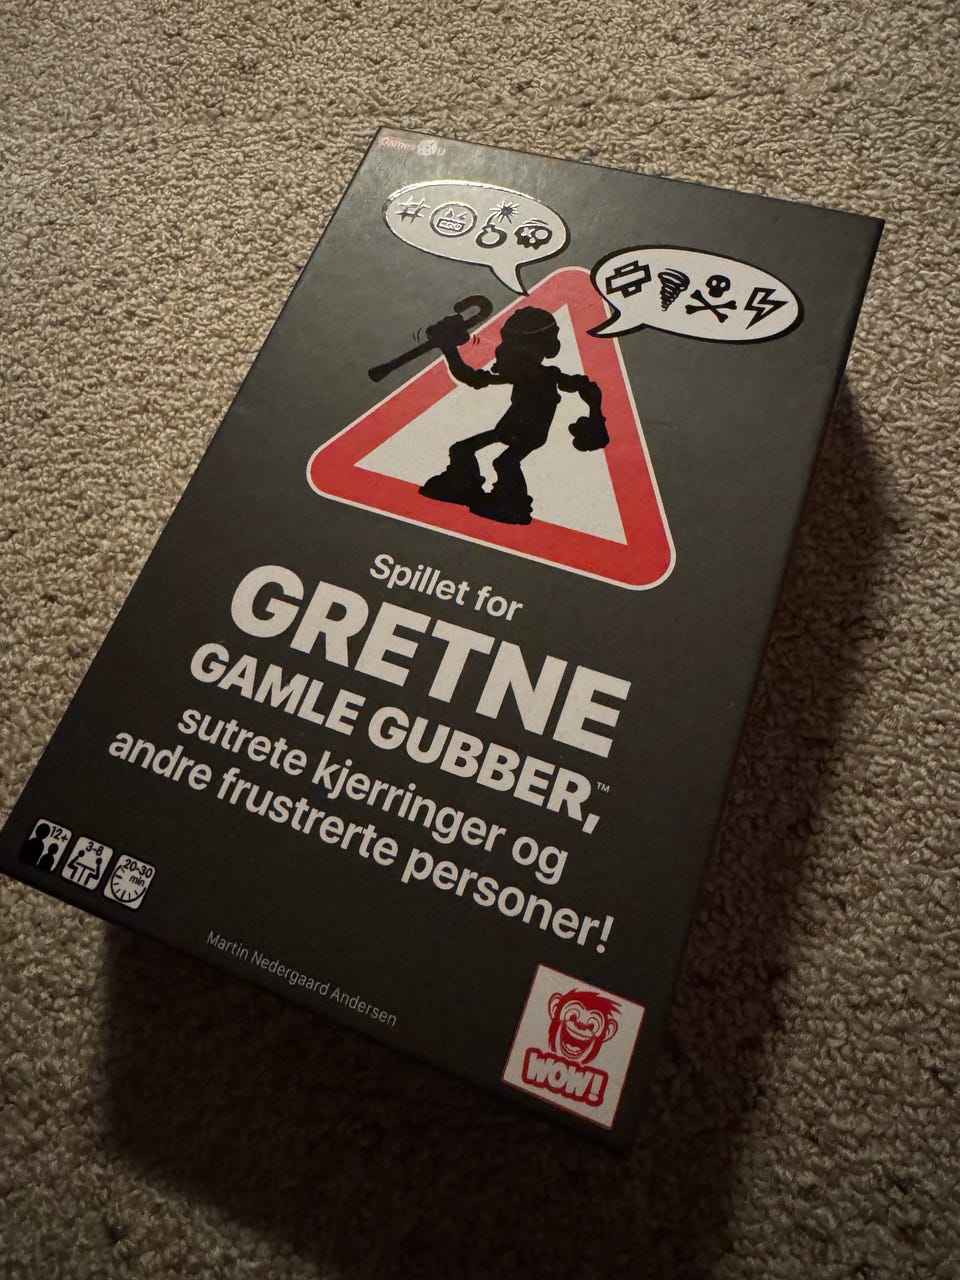 Spillet for
GRETNE
GAMLE GUBBER,™
sutrete kjerringer og
andre frustrerte personer!
12+
3-8
20-30
min
Martin Nedergaard Andersen
WOW!